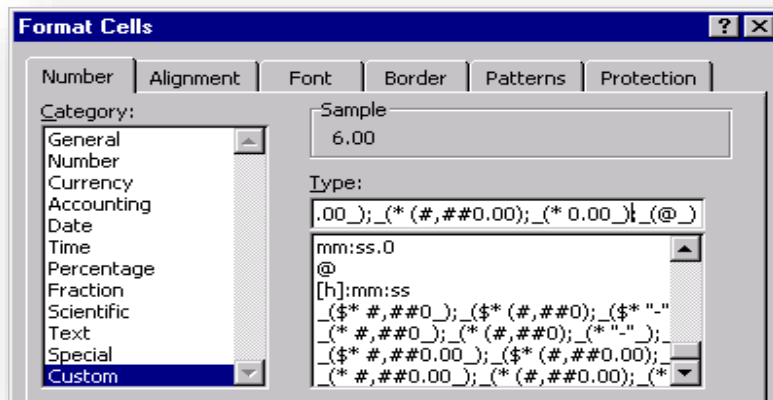 Format Cells
Number Alignment Font Border Patterns Protection
Category:
General
Number
Currency
Accounting
Date
Time
Percentage
Fraction
Scientific
Text
Special
Custom
Sample
6.00
Type:
.00_);_(* (#,##0.00);_(* 0.00_);_(@_)
mm:ss.0
@
[h]:mm:ss
_($* #,##0_);_($* (#,##0);_($* "-"
_(* #,##0_);_(* (#,##0);_(* "-"_);
_($* #,##0.00_);_($* (#,##0.00);_
_(* #,##0.00_);_(* (#,##0.00);_(*